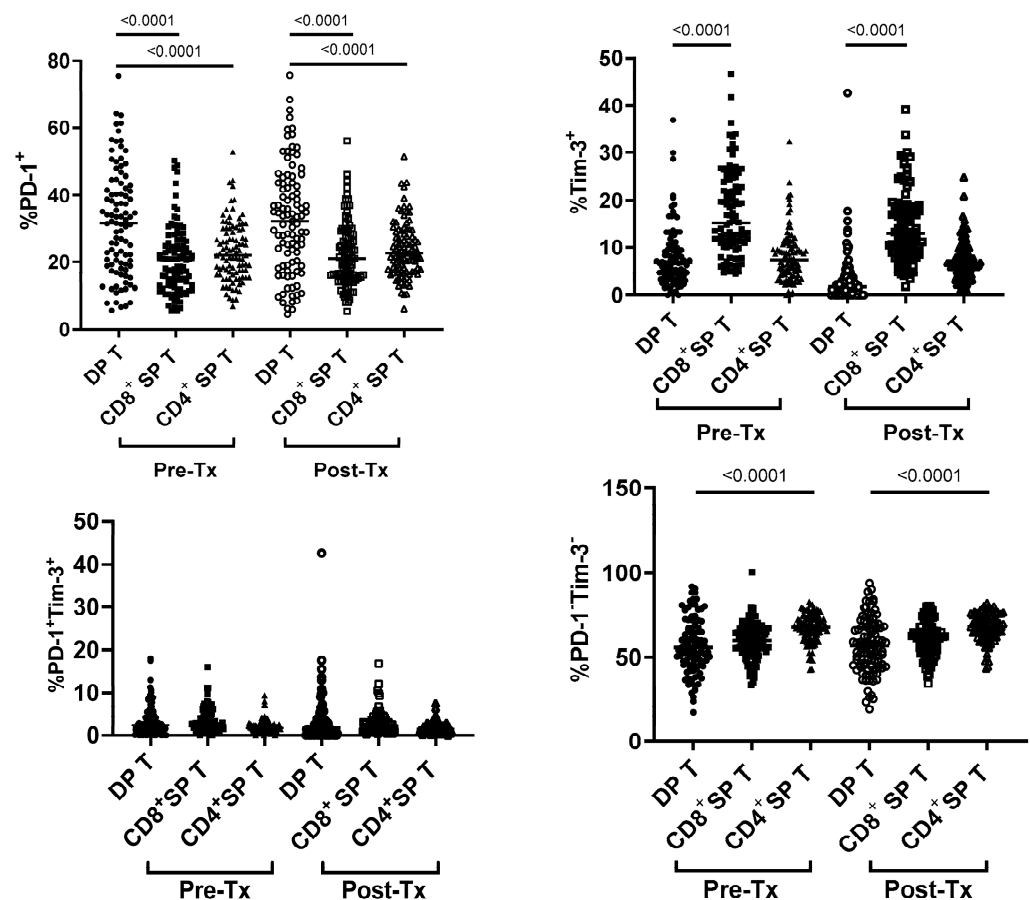 <0.0001 <0.0001
<0.0001 <0.0001
%PD-1⁺
80
60
40
20
0
DP T CD8⁺SP T CD4⁺SP T DP T CD8⁺SP T CD4⁺SP T
Pre-Tx Post-Tx
<0.0001 <0.0001
%Tim-3⁺
50
40
30
20
10
0
DP T CD8⁺SP T CD4⁺SP T DP T CD8⁺SP T CD4⁺SP T
Pre-Tx Post-Tx
%PD-1⁺Tim-3⁺
50
40
30
20
10
0
DP T CD8⁺SP T CD4⁺SP T DP T CD8⁺SP T CD4⁺SP T
Pre-Tx Post-Tx
<0.0001 <0.0001
%PD-1⁻Tim-3⁻
150
100
50
0
DP T CD8⁺SP T CD4⁺SP T DP T CD8⁺SP T CD4⁺SP T
Pre-Tx Post-Tx